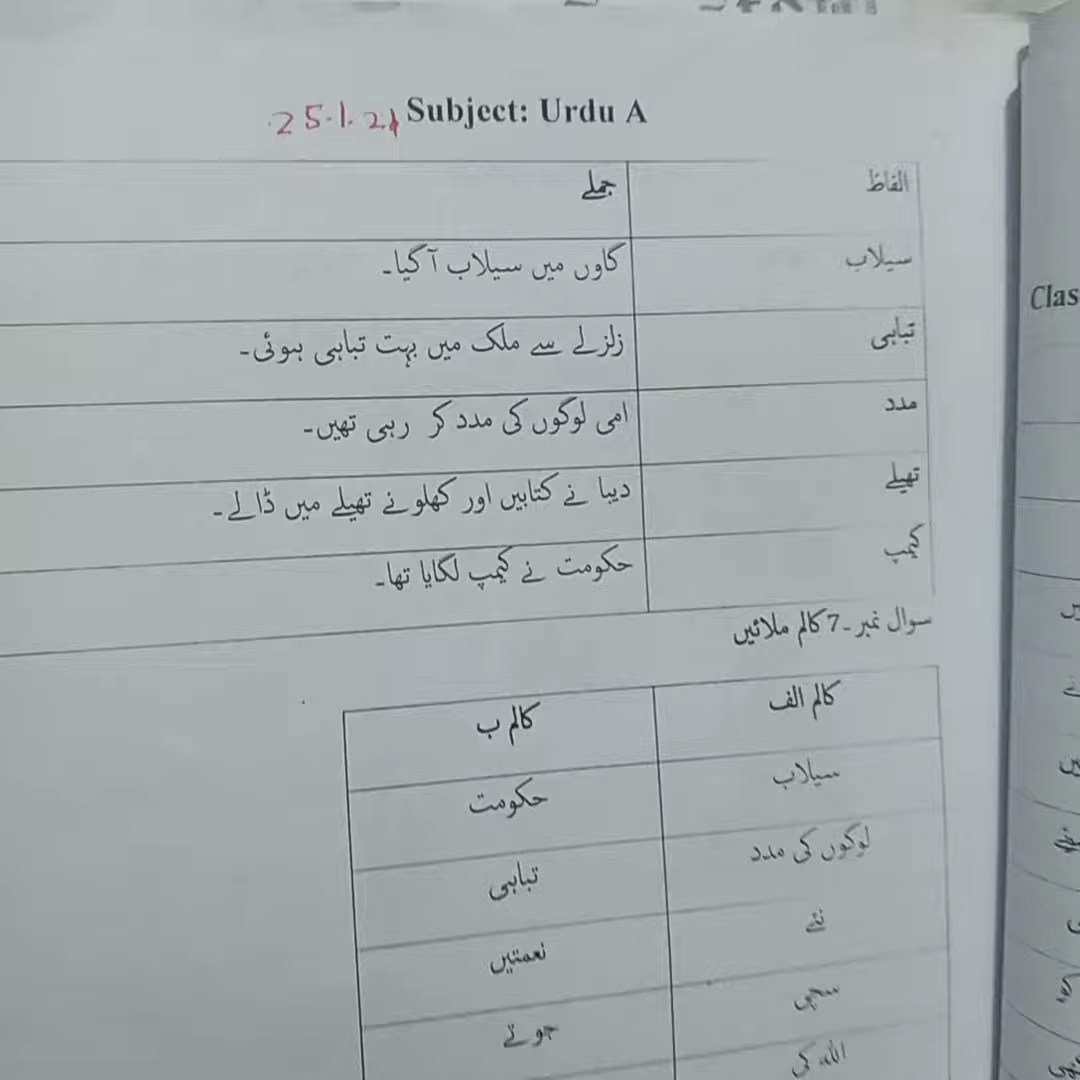 25.1.21 Subject: Urdu A
الفاظ جملے
سیلاب گاوں میں سیلاب آگیا۔
تباہی زلزلے سے ملک میں بہت تباہی ہوئی۔
مدد امی لوگوں کی مدد کر رہی تھیں۔
تھیلے دیبا نے کتابیں اور کھلونے تھیلے میں ڈالے۔
کیمپ حکومت نے کیمپ لگایا تھا۔
سوال نمبر۔7 کالم ملائیں
کالم الف کالم ب
سیلاب حکومت
لوگوں کی مدد تباہی
نئے نعمتیں
سچی جوتے
اللہ کی
Clas